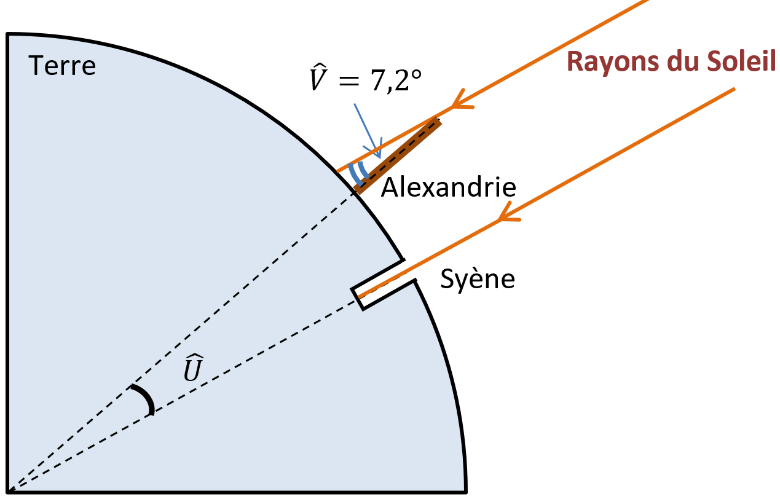 Terre
V̂ = 7,2°
Rayons du Soleil
Alexandrie
Syène
Û